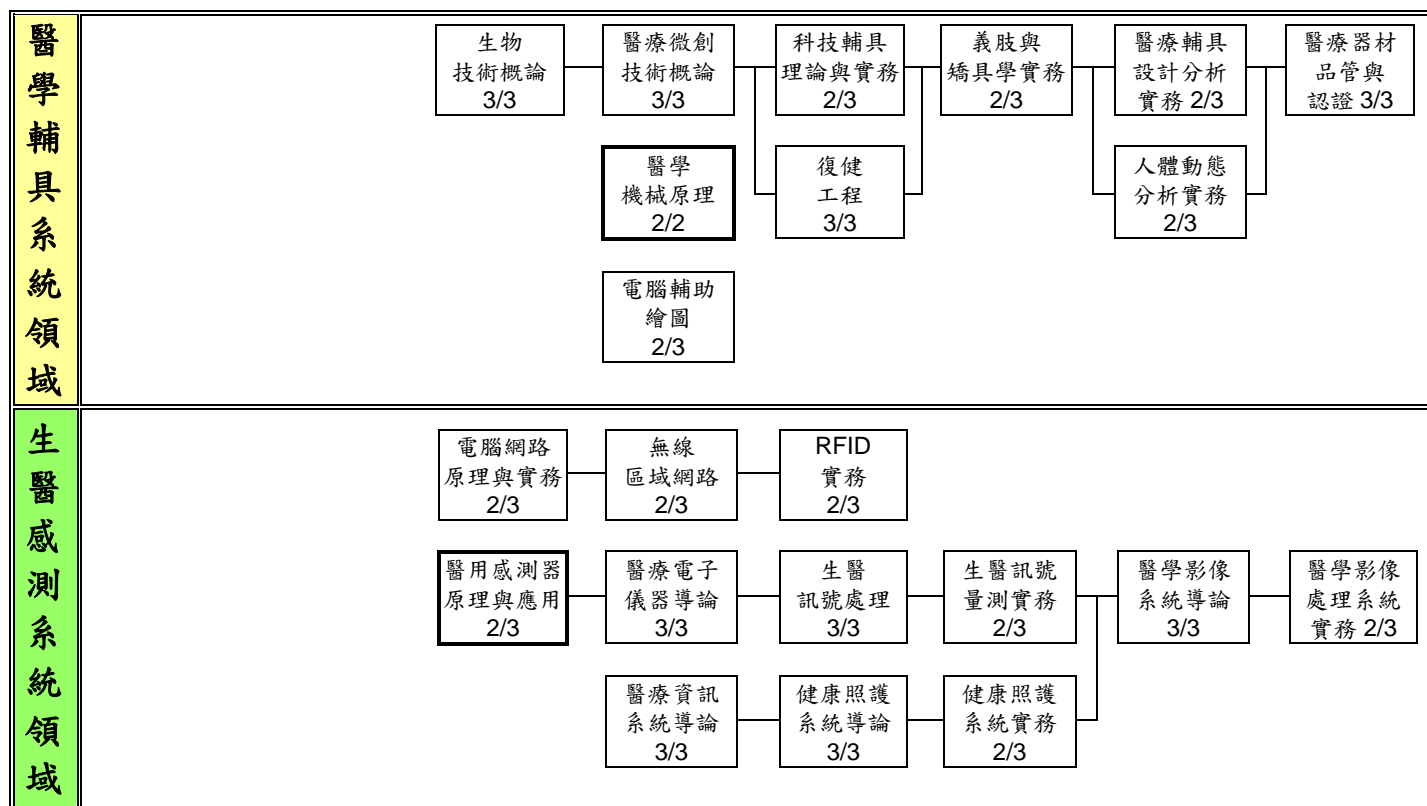 醫學輔具系統領域
生物
技術概論
3/3
醫療微創
技術概論
3/3
科技輔具
理論與實務
2/3
義肢與
矯具學實務
2/3
醫療輔具
設計分析
實務 2/3
醫療器材
品管與
認證 3/3
醫學
機械原理
2/2
復健
工程
3/3
人體動態
分析實務
2/3
電腦輔助
繪圖
2/3
生醫感測系統領域
電腦網路
原理與實務
2/3
無線
區域網路
2/3
RFID
實務
2/3
醫用感測器
原理與應用
2/3
醫療電子
儀器導論
3/3
生醫
訊號處理
3/3
生醫訊號
量測實務
2/3
醫學影像
系統導論
3/3
醫學影像
處理系統
實務 2/3
醫療資訊
系統導論
3/3
健康照護
系統導論
3/3
健康照護
系統實務
2/3